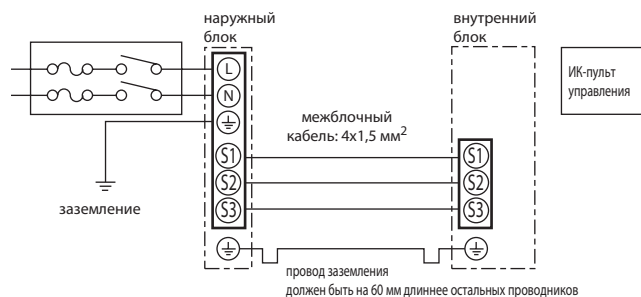 наружный
блок
внутренний
блок
L
N
ИК-пульт
управления
межблочный
кабель: 4x1,5 мм²
S1
S2
S3
S1
S2
S3
заземление
провод заземления
должен быть на 60 мм длиннее остальных проводников